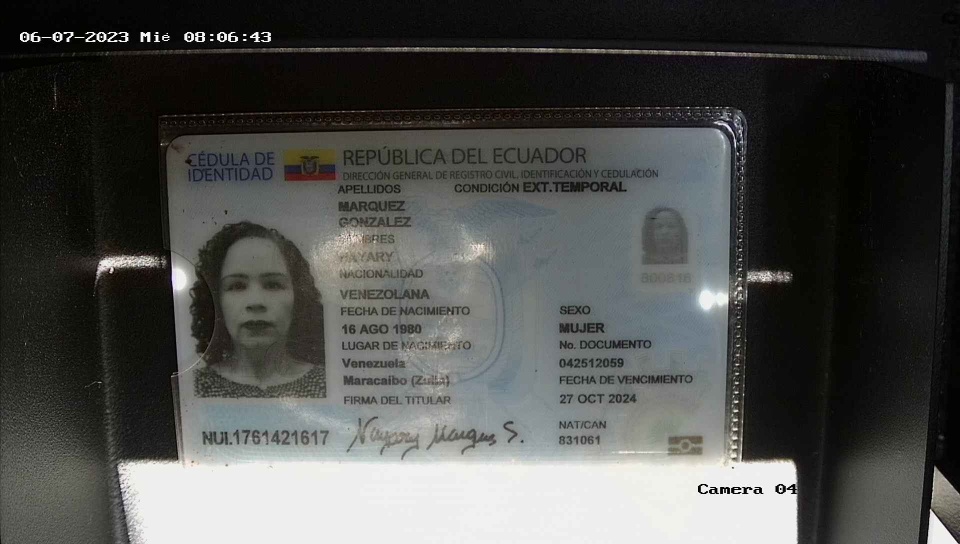 06-07-2023 Mié 08:06:43
CÉDULA DE
IDENTIDAD
REPÚBLICA DEL ECUADOR
DIRECCIÓN GENERAL DE REGISTRO CIVIL, IDENTIFICACIÓN Y CEDULACIÓN
APELLIDOS
CONDICIÓN EXT.TEMPORAL
MARQUEZ
GONZALEZ
NOMBRES
NAYARY
NACIONALIDAD
VENEZOLANA
FECHA DE NACIMIENTO
16 AGO 1980
LUGAR DE NACIMIENTO
Venezuela
Maracaibo (Zulia)
FIRMA DEL TITULAR
SEXO
MUJER
No. DOCUMENTO
042512059
FECHA DE VENCIMIENTO
27 OCT 2024
NAT/CAN
831061
NUI.1761421617
Nayary Marquez S.
Camera 04